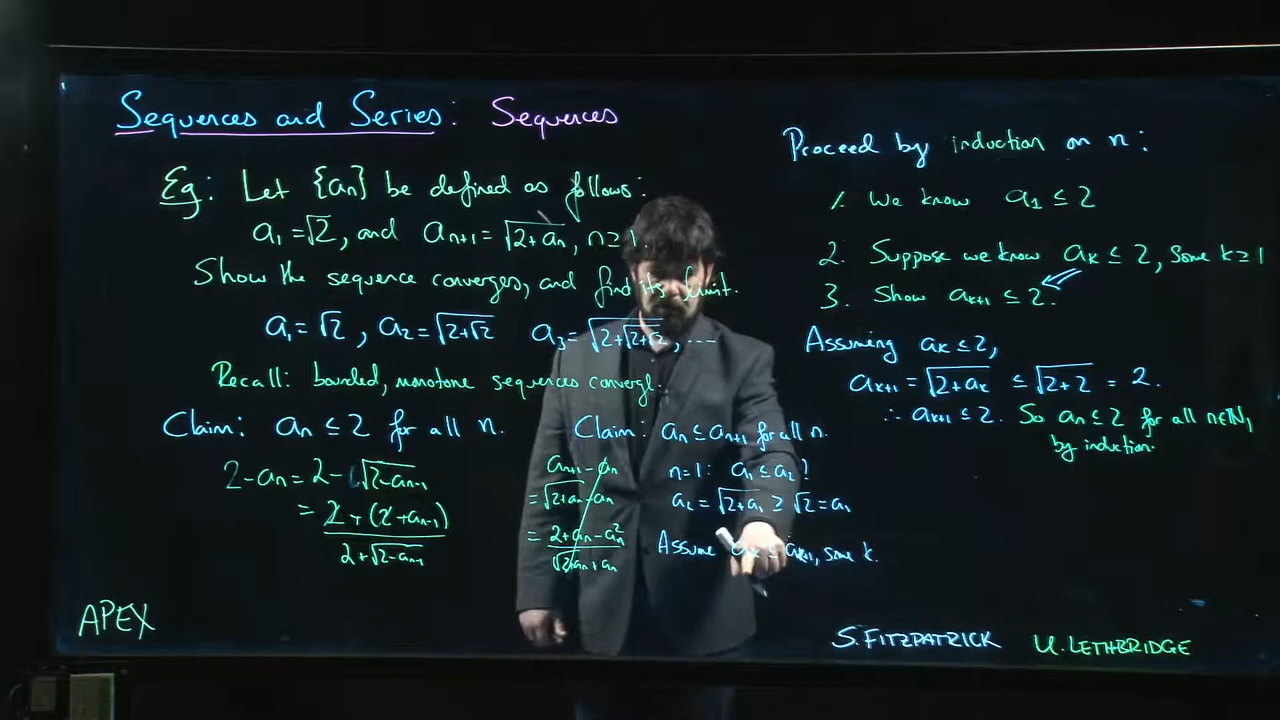 Sequences and Series: Sequences
Eg: Let {an} be defined as follows:
a₁ = √2, and aₙ₊₁ = √(2+aₙ), n≥1.
Show the sequence converges, and find its limit.
a₁ = √2, a₂ = √(2+√2) a₃ = √(2+√(2+√2)), ...
Recall: bounded, monotone sequences converge.
Claim: aₙ ≤ 2 for all n.
2-aₙ = 2-√(2-aₙ₋₁)
= (2+(2+aₙ₋₁))/(2+√(2-aₙ₋₁))
Claim: aₙ ≤ aₙ₊₁ for all n.
aₙ₊₁ - aₙ
= √(2+aₙ) - aₙ
= (2+aₙ-aₙ²)/(√(2+aₙ)+aₙ)
n=1: a₁ ≤ a₂?
a₂ = √(2+a₁) ≥ √2 = a₁
Assume aₖ ≤ aₖ₊₁, some k.
Proceed by induction on n:
1. We know a₁ ≤ 2
2. Suppose we know aₖ ≤ 2, some k≥1
3. Show aₖ₊₁ ≤ 2.
Assuming aₖ ≤ 2,
aₖ₊₁ = √(2+aₖ) ≤ √(2+2) = 2.
∴ aₖ₊₁ ≤ 2. So aₙ ≤ 2 for all n∈ℕ,
by induction.
APEX
S. FITZPATRICK U. LETHBRIDGE